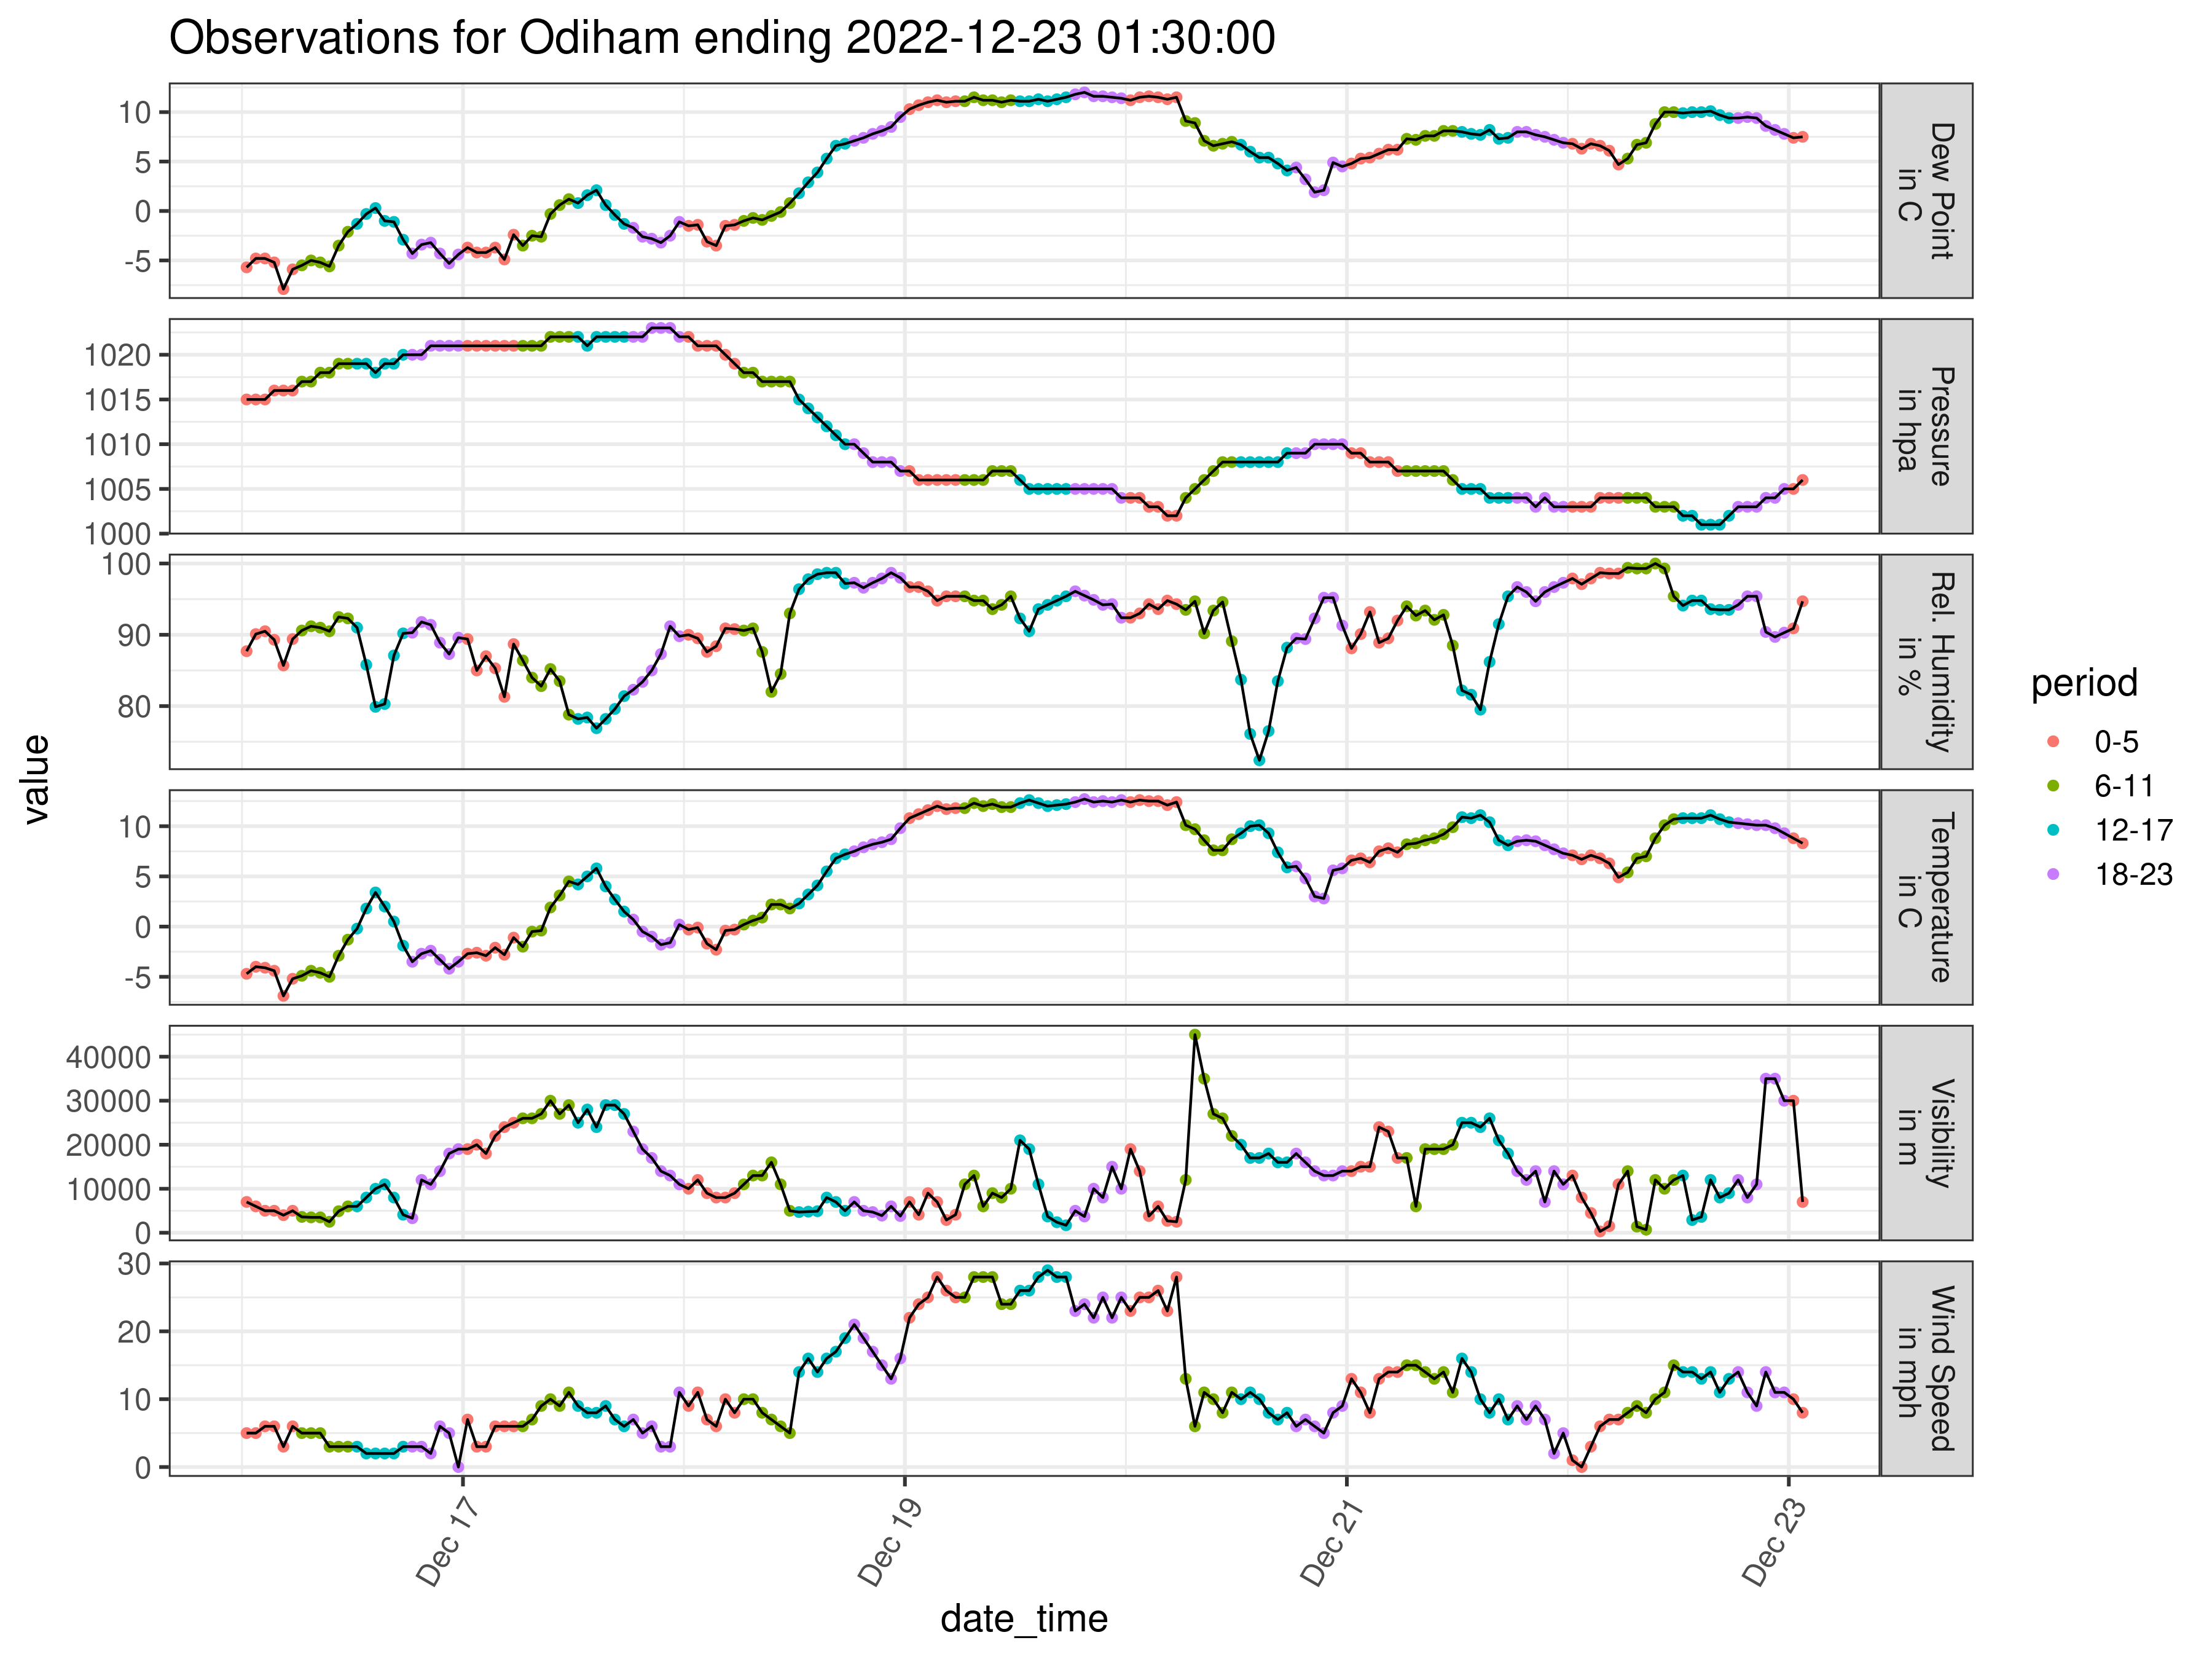 Observations for Odiham ending 2022-12-23 01:30:00
value
10
5
0
-5
Dew Point
in C
1020
1015
1010
1005
1000
Pressure
in hpa
100
90
80
Rel. Humidity
in %
10
5
0
-5
Temperature
in C
40000
30000
20000
10000
0
Visibility
in m
30
20
10
0
Wind Speed
in mph
Dec 17
Dec 19
Dec 21
Dec 23
date_time
period
0-5
6-11
12-17
18-23